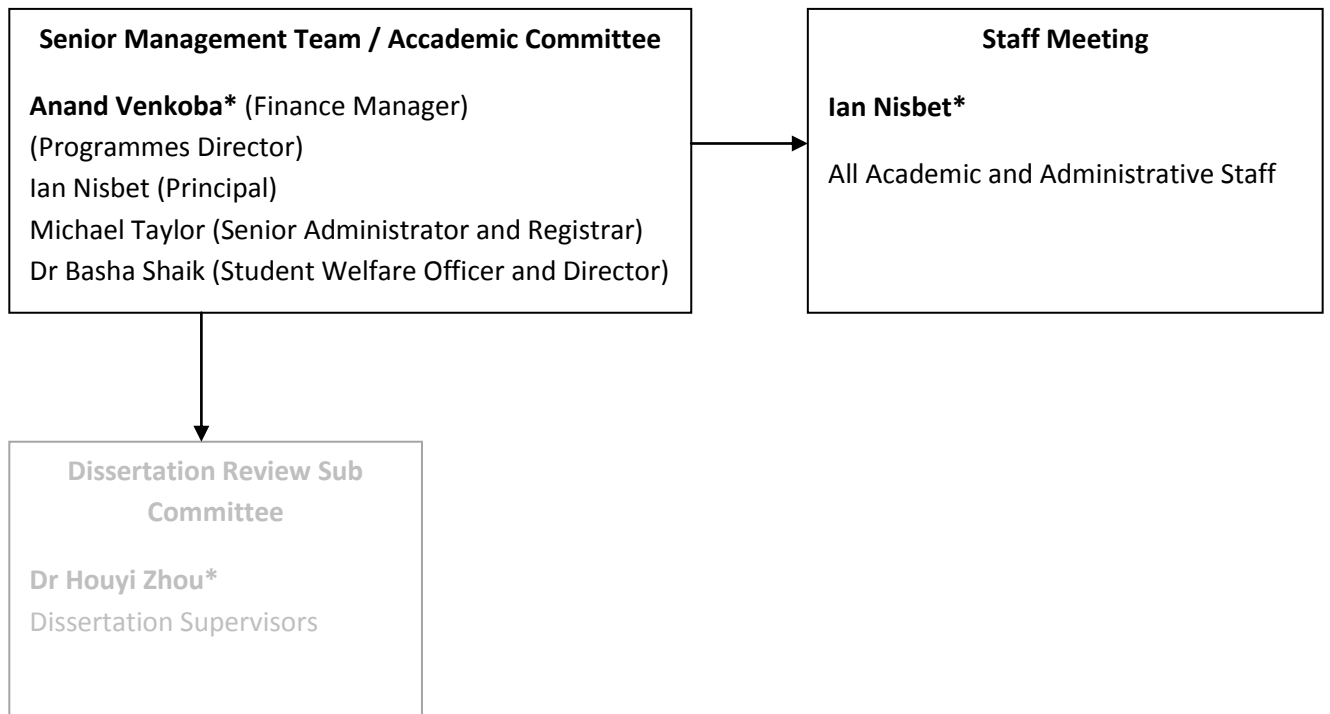 Senior Management Team / Accademic Committee
Anand Venkoba* (Finance Manager)
(Programmes Director)
Ian Nisbet (Principal)
Michael Taylor (Senior Administrator and Registrar)
Dr Basha Shaik (Student Welfare Officer and Director)
Staff Meeting
Ian Nisbet*
All Academic and Administrative Staff
Dissertation Review Sub
Committee
Dr Houyi Zhou*
Dissertation Supervisors